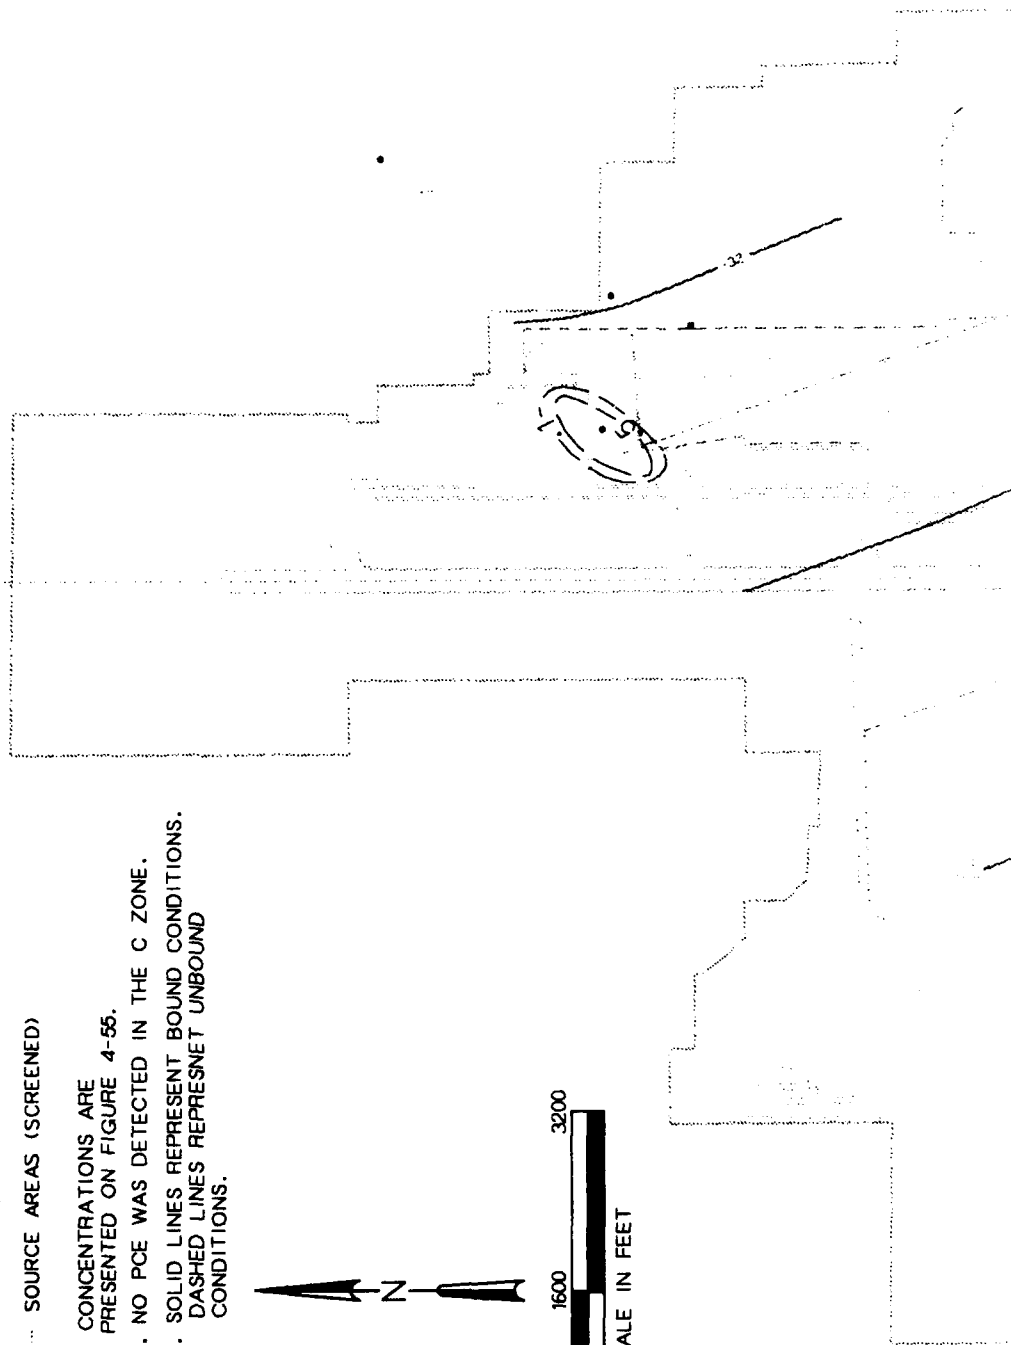 SOURCE AREAS (SCREENED)
CONCENTRATIONS ARE
PRESENTED ON FIGURE 4-55.
. NO PCE WAS DETECTED IN THE C ZONE.
. SOLID LINES REPRESENT BOUND CONDITIONS.
DASHED LINES REPRESNET UNBOUND
CONDITIONS.
N
1600 3200
ALE IN FEET
1
5
-32